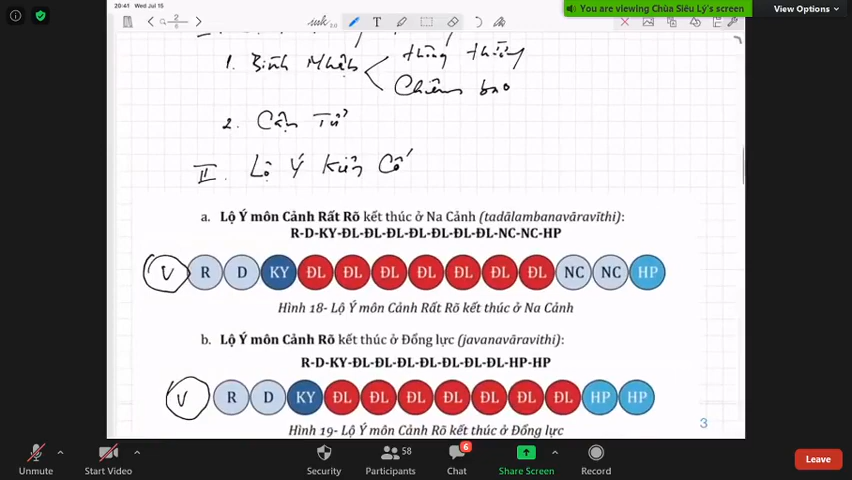 20:41 Wed Jul 15
2
6
You are viewing Chùa Siêu Lý's screen
View Options
1. Bình Nhật
thông thường
Chiêm bao
2. Cận Tử
II. Lộ Ý Kiên Cố
a. Lộ Ý môn Cảnh Rất Rõ kết thúc ở Na Cảnh (tadālambanavāravīthi):
R-D-KY-ĐL-ĐL-ĐL-ĐL-ĐL-ĐL-ĐL-NC-NC-HP
V R D KY ĐL ĐL ĐL ĐL ĐL ĐL ĐL NC NC HP
Hình 18- Lộ Ý môn Cảnh Rất Rõ kết thúc ở Na Cảnh
b. Lộ Ý môn Cảnh Rõ kết thúc ở Đổng lực (javanavāravithi):
R-D-KY-ĐL-ĐL-ĐL-ĐL-ĐL-ĐL-ĐL-HP-HP
V R D KY ĐL ĐL ĐL ĐL ĐL ĐL ĐL HP HP
3
Hình 19- Lộ Ý môn Cảnh Rõ kết thúc ở Đổng lực
Unmute
Start Video
Security
58
Participants
6
Chat
Share Screen
Record
Leave